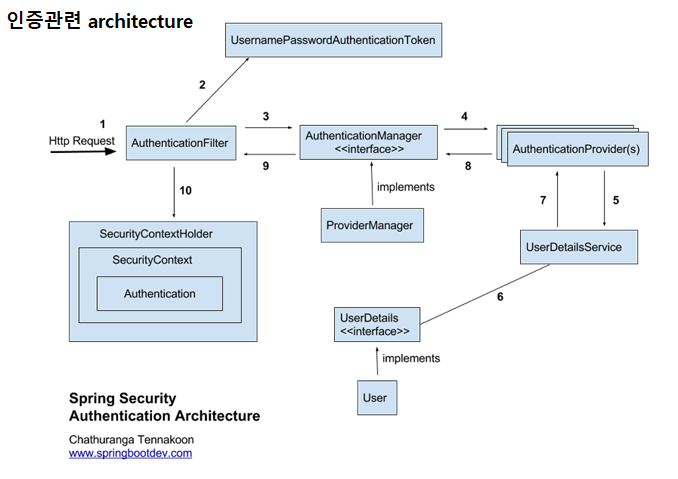 인증관련 architecture
UsernamePasswordAuthenticationToken
2
1
Http Request
AuthenticationFilter
3
9
AuthenticationManager
<<interface>>
4
8
AuthenticationProvider(s)
10
implements
7
5
ProviderManager
UserDetailsService
SecurityContextHolder
SecurityContext
Authentication
6
UserDetails
<<interface>>
implements
User
Spring Security
Authentication Architecture
Chathuranga Tennakoon
www.springbootdev.com